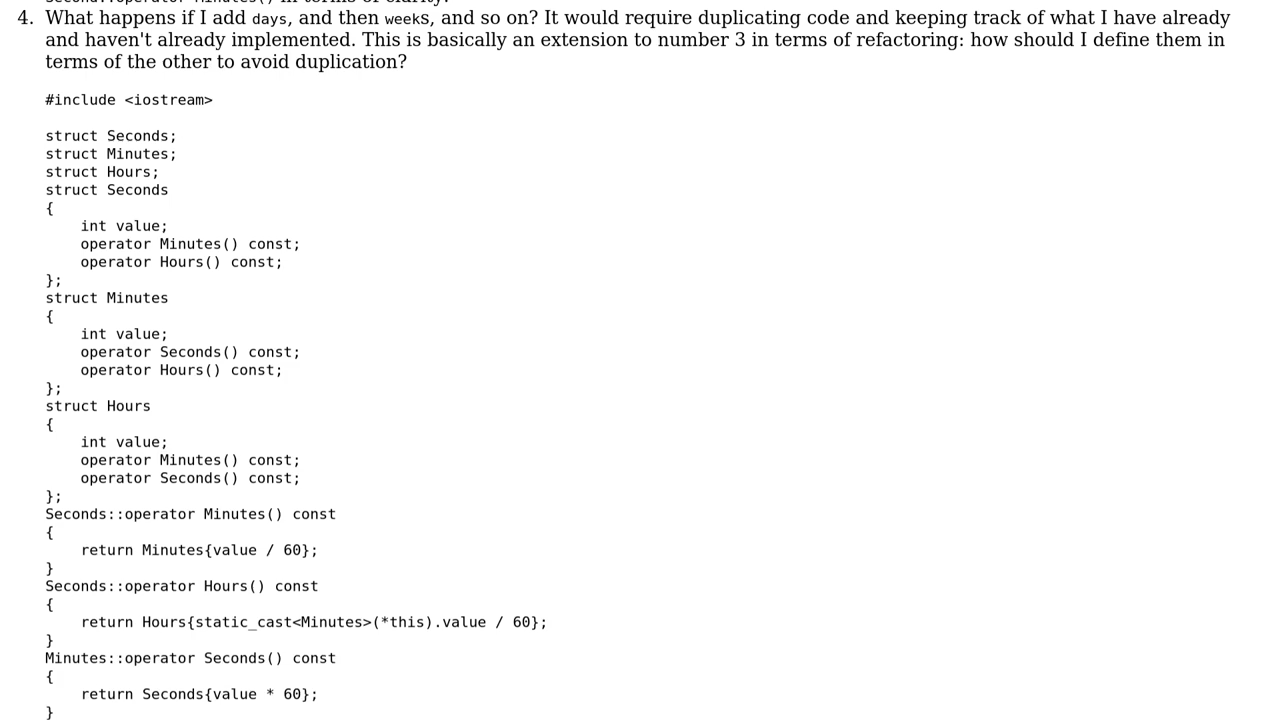 4. What happens if I add days, and then weeks, and so on? It would require duplicating code and keeping track of what I have already
and haven't already implemented. This is basically an extension to number 3 in terms of refactoring: how should I define them in
terms of the other to avoid duplication?
#include <iostream>
struct Seconds;
struct Minutes;
struct Hours;
struct Seconds
{
    int value;
    operator Minutes() const;
    operator Hours() const;
};
struct Minutes
{
    int value;
    operator Seconds() const;
    operator Hours() const;
};
struct Hours
{
    int value;
    operator Minutes() const;
    operator Seconds() const;
};
Seconds::operator Minutes() const
{
    return Minutes{value / 60};
}
Seconds::operator Hours() const
{
    return Hours{static_cast<Minutes>(*this).value / 60};
}
Minutes::operator Seconds() const
{
    return Seconds{value * 60};
}